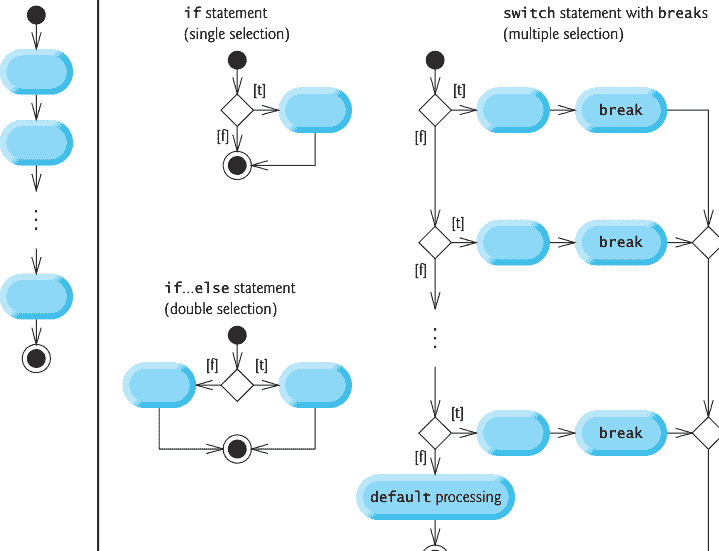 if statement
(single selection)
[t]
[f]
if...else statement
(double selection)
[f]
[t]
switch statement with breaks
(multiple selection)
[t]
break
[f]
[t]
break
[f]
[t]
break
[f]
default processing